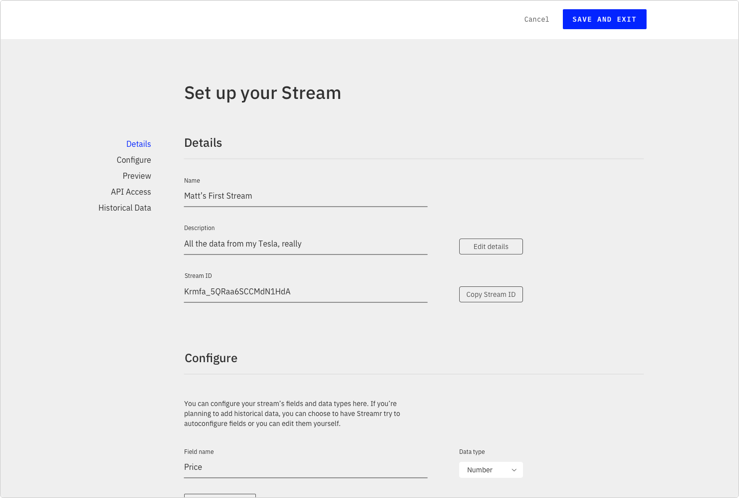 Cancel
SAVE AND EXIT
Set up your Stream
Details
Configure
Preview
API Access
Historical Data
Details
Name
Matt's First Stream
Description
All the data from my Tesla, really
Edit details
Stream ID
Krmfa_5QRaa6SCCMdN1HdA
Copy Stream ID
Configure
You can configure your stream's fields and data types here. If you're
planning to add historical data, you can choose to have Streamr try to
autoconfigure fields or you can edit them yourself.
Field name
Data type
Price
Number